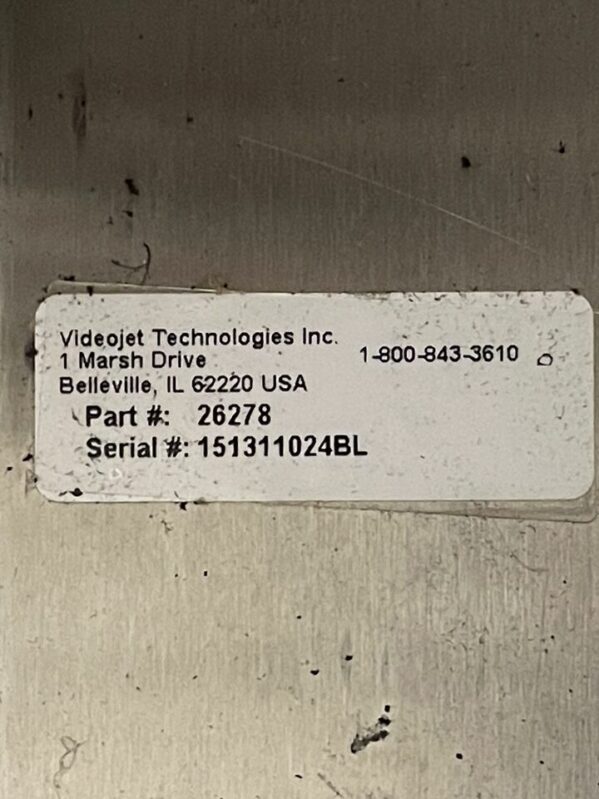 Videojet Technologies Inc.
1 Marsh Drive 1-800-843-3610
Belleville, IL 62220 USA
Part #: 26278
Serial #: 151311024BL